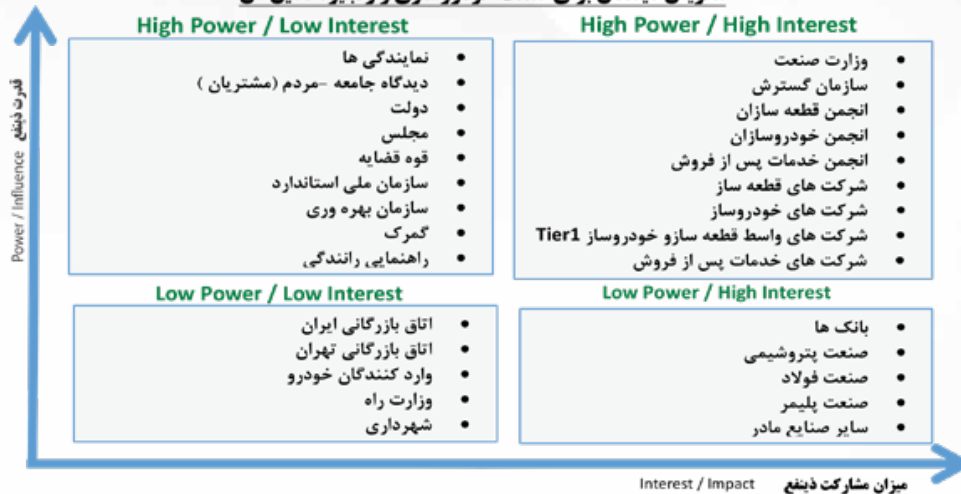 High Power / Low Interest
نمایندگی ها
دیدگاه جامعه –مردم (مشتریان )
دولت
مجلس
قوه قضایه
سازمان ملی استاندارد
سازمان بهره وری
گمرک
راهنمایی رانندگی
High Power / High Interest
وزارت صنعت
سازمان گسترش
انجمن قطعه سازان
انجمن خودروسازان
انجمن خدمات پس از فروش
شرکت های قطعه ساز
شرکت های خودروساز
شرکت های واسط قطعه سازو خودروساز Tier1
شرکت های خدمات پس از فروش
Low Power / Low Interest
اتاق بازرگانی ایران
اتاق بازرگانی تهران
وارد کنندگان خودرو
وزارت راه
شهرداری
Low Power / High Interest
بانک ها
صنعت پتروشیمی
صنعت فولاد
صنعت پلیمر
سایر صنایع مادر
قدرت ذینفع
Power / Influence
میزان مشارکت ذینفع Interest / Impact